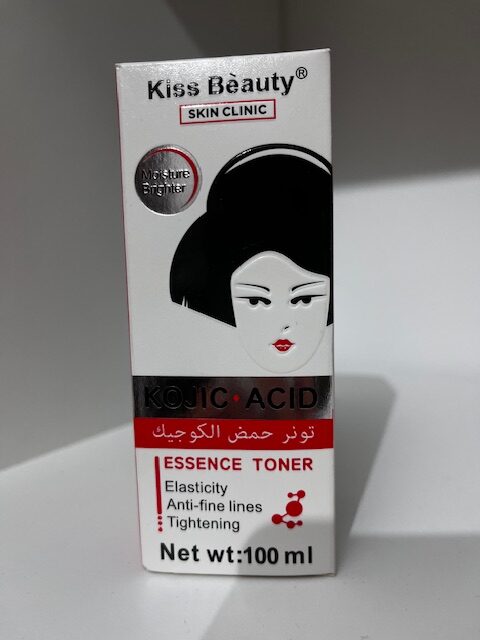 Kiss Bèauty®
SKIN CLINIC
Moisture
Brighter
KOJIC•ACID
تونر حمض الكوجيك
ESSENCE TONER
Elasticity
Anti-fine lines
Tightening
Net wt:100 ml